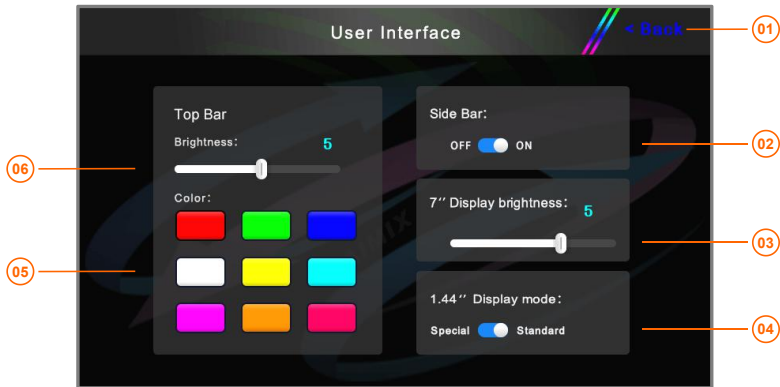 User Interface
< Back
01
Top Bar
Brightness:
5
06
Color:
05
Side Bar:
OFF ON
02
7′′ Display brightness:
5
03
1.44′′ Display mode:
Special Standard
04